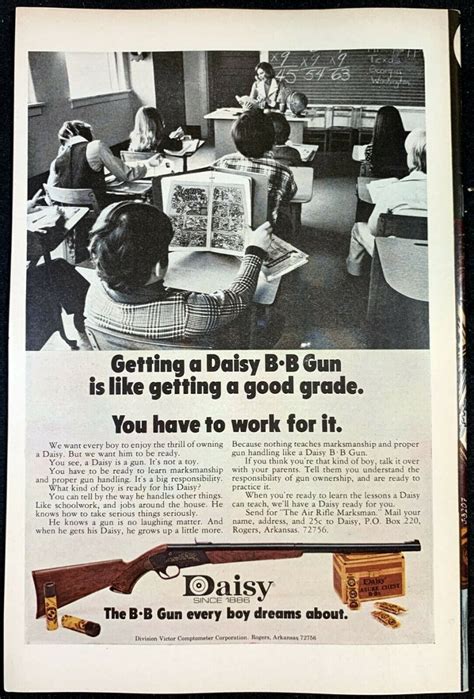 ×9 ×9 ×9
45 54 63
Texas
Getting a Daisy B·B Gun
is like getting a good grade.
You have to work for it.
We want every boy to enjoy the thrill of owning
a Daisy. But we want him to be ready.
You see, a Daisy is a gun. It's not a toy.
You have to be ready to learn marksmanship
and proper gun handling. It's a big responsibility.
What kind of boy is ready for his Daisy?
You can tell by the way he handles other things.
Like schoolwork, and jobs around the house. He
knows how to take serious things seriously.
He knows a gun is no laughing matter. And
when he gets his Daisy, he grows up a little more.
Because nothing teaches marksmanship and proper
gun handling like a Daisy B·B Gun.
If you think you're that kind of boy, talk it over
with your parents. Tell them you understand the
responsibility of gun ownership, and are ready to
practice it.
When you're ready to learn the lessons a Daisy
can teach, we'll have a Daisy ready for you.
Send for "The Air Rifle Marksman." Mail your
name, address, and 25c to Daisy, P.O. Box 220,
Rogers, Arkansas. 72756.
Daisy
SINCE 1886
DAISY
The B·B Gun every boy dreams about.
Division Victor Comptometer Corporation. Rogers, Arkansas 72756